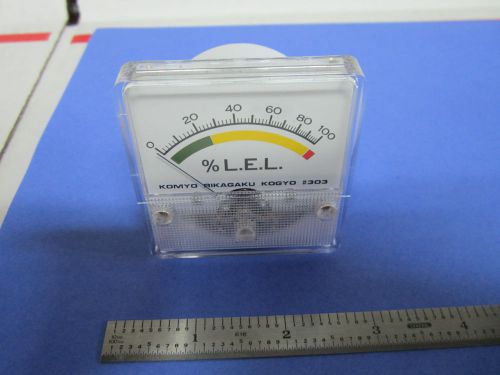 0 20 40 60 80 100
% L.E.L.
KOMYO RIKAGAKU KOGYO #303
1 2 3 4